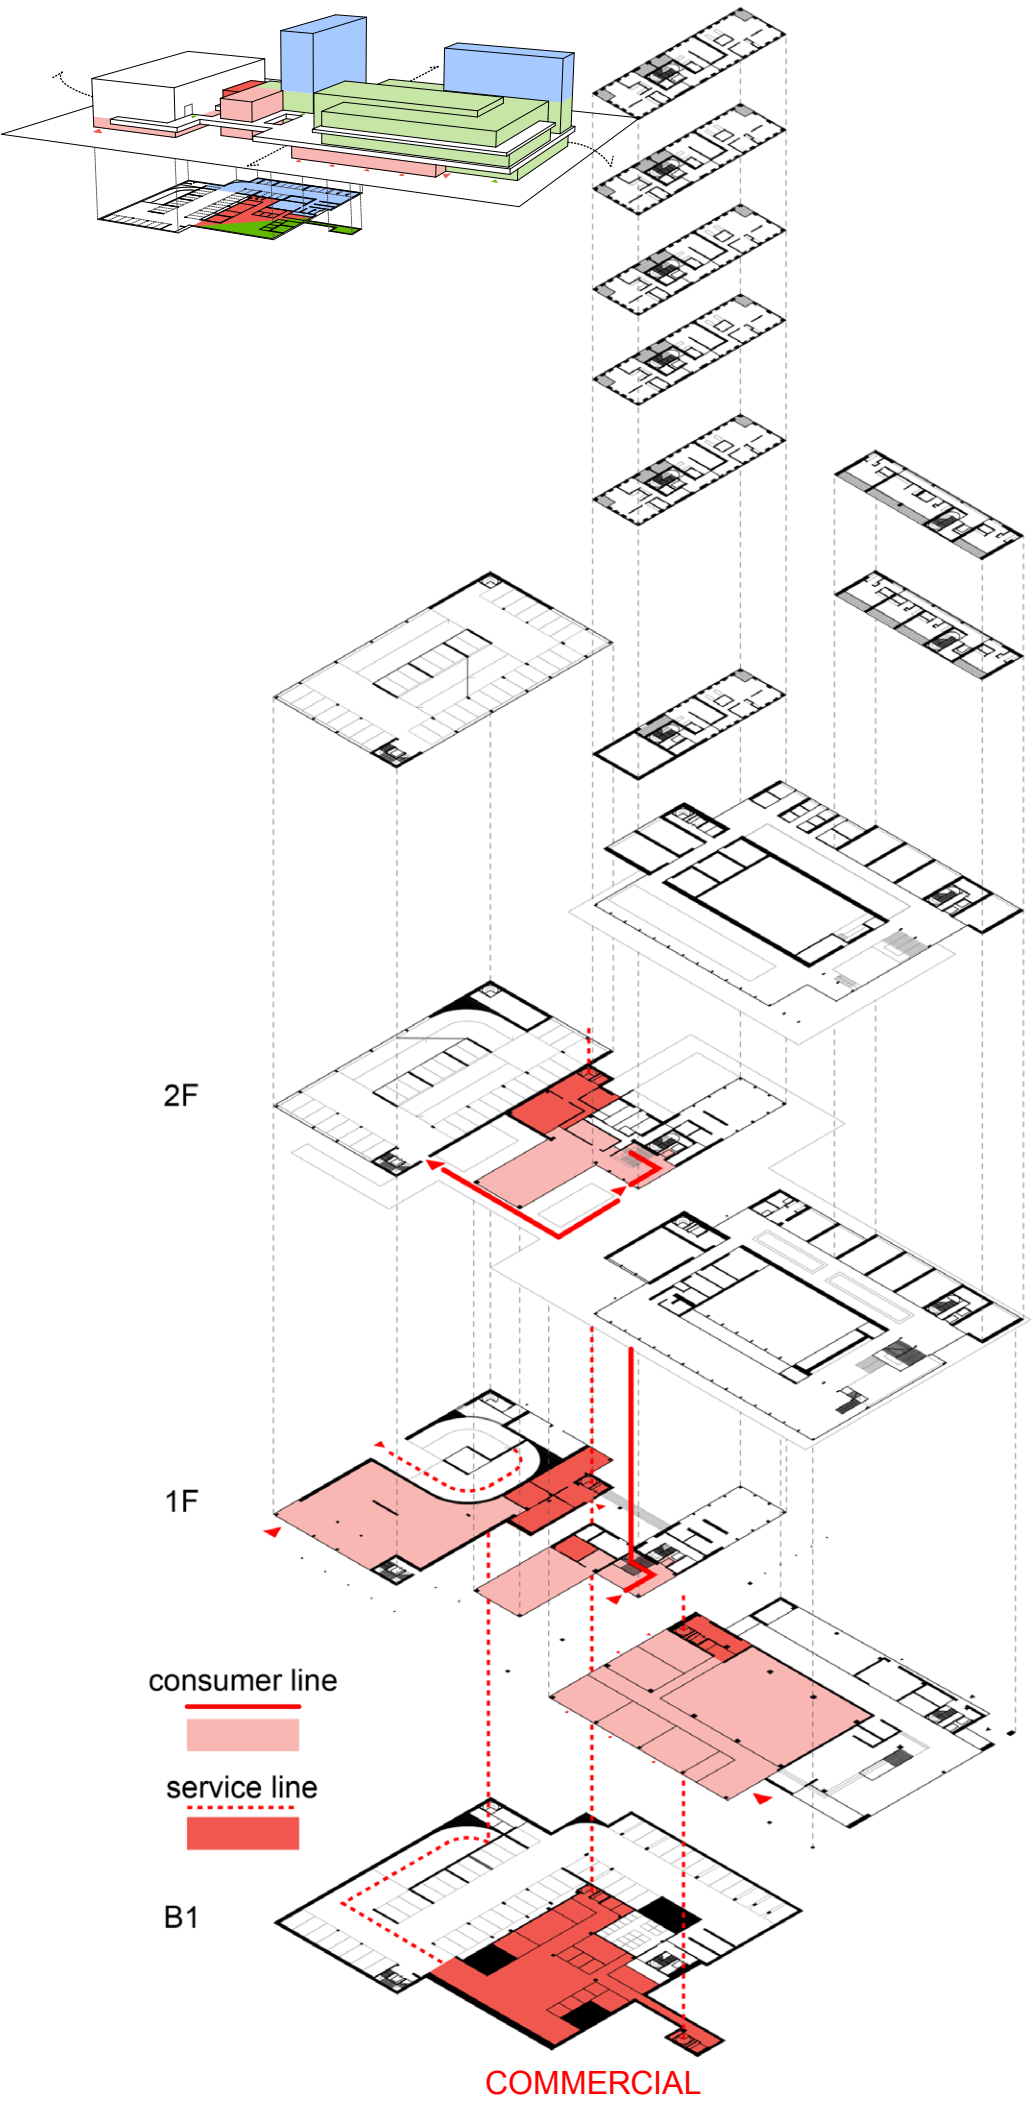 2F
1F
consumer line
service line
B1
COMMERCIAL